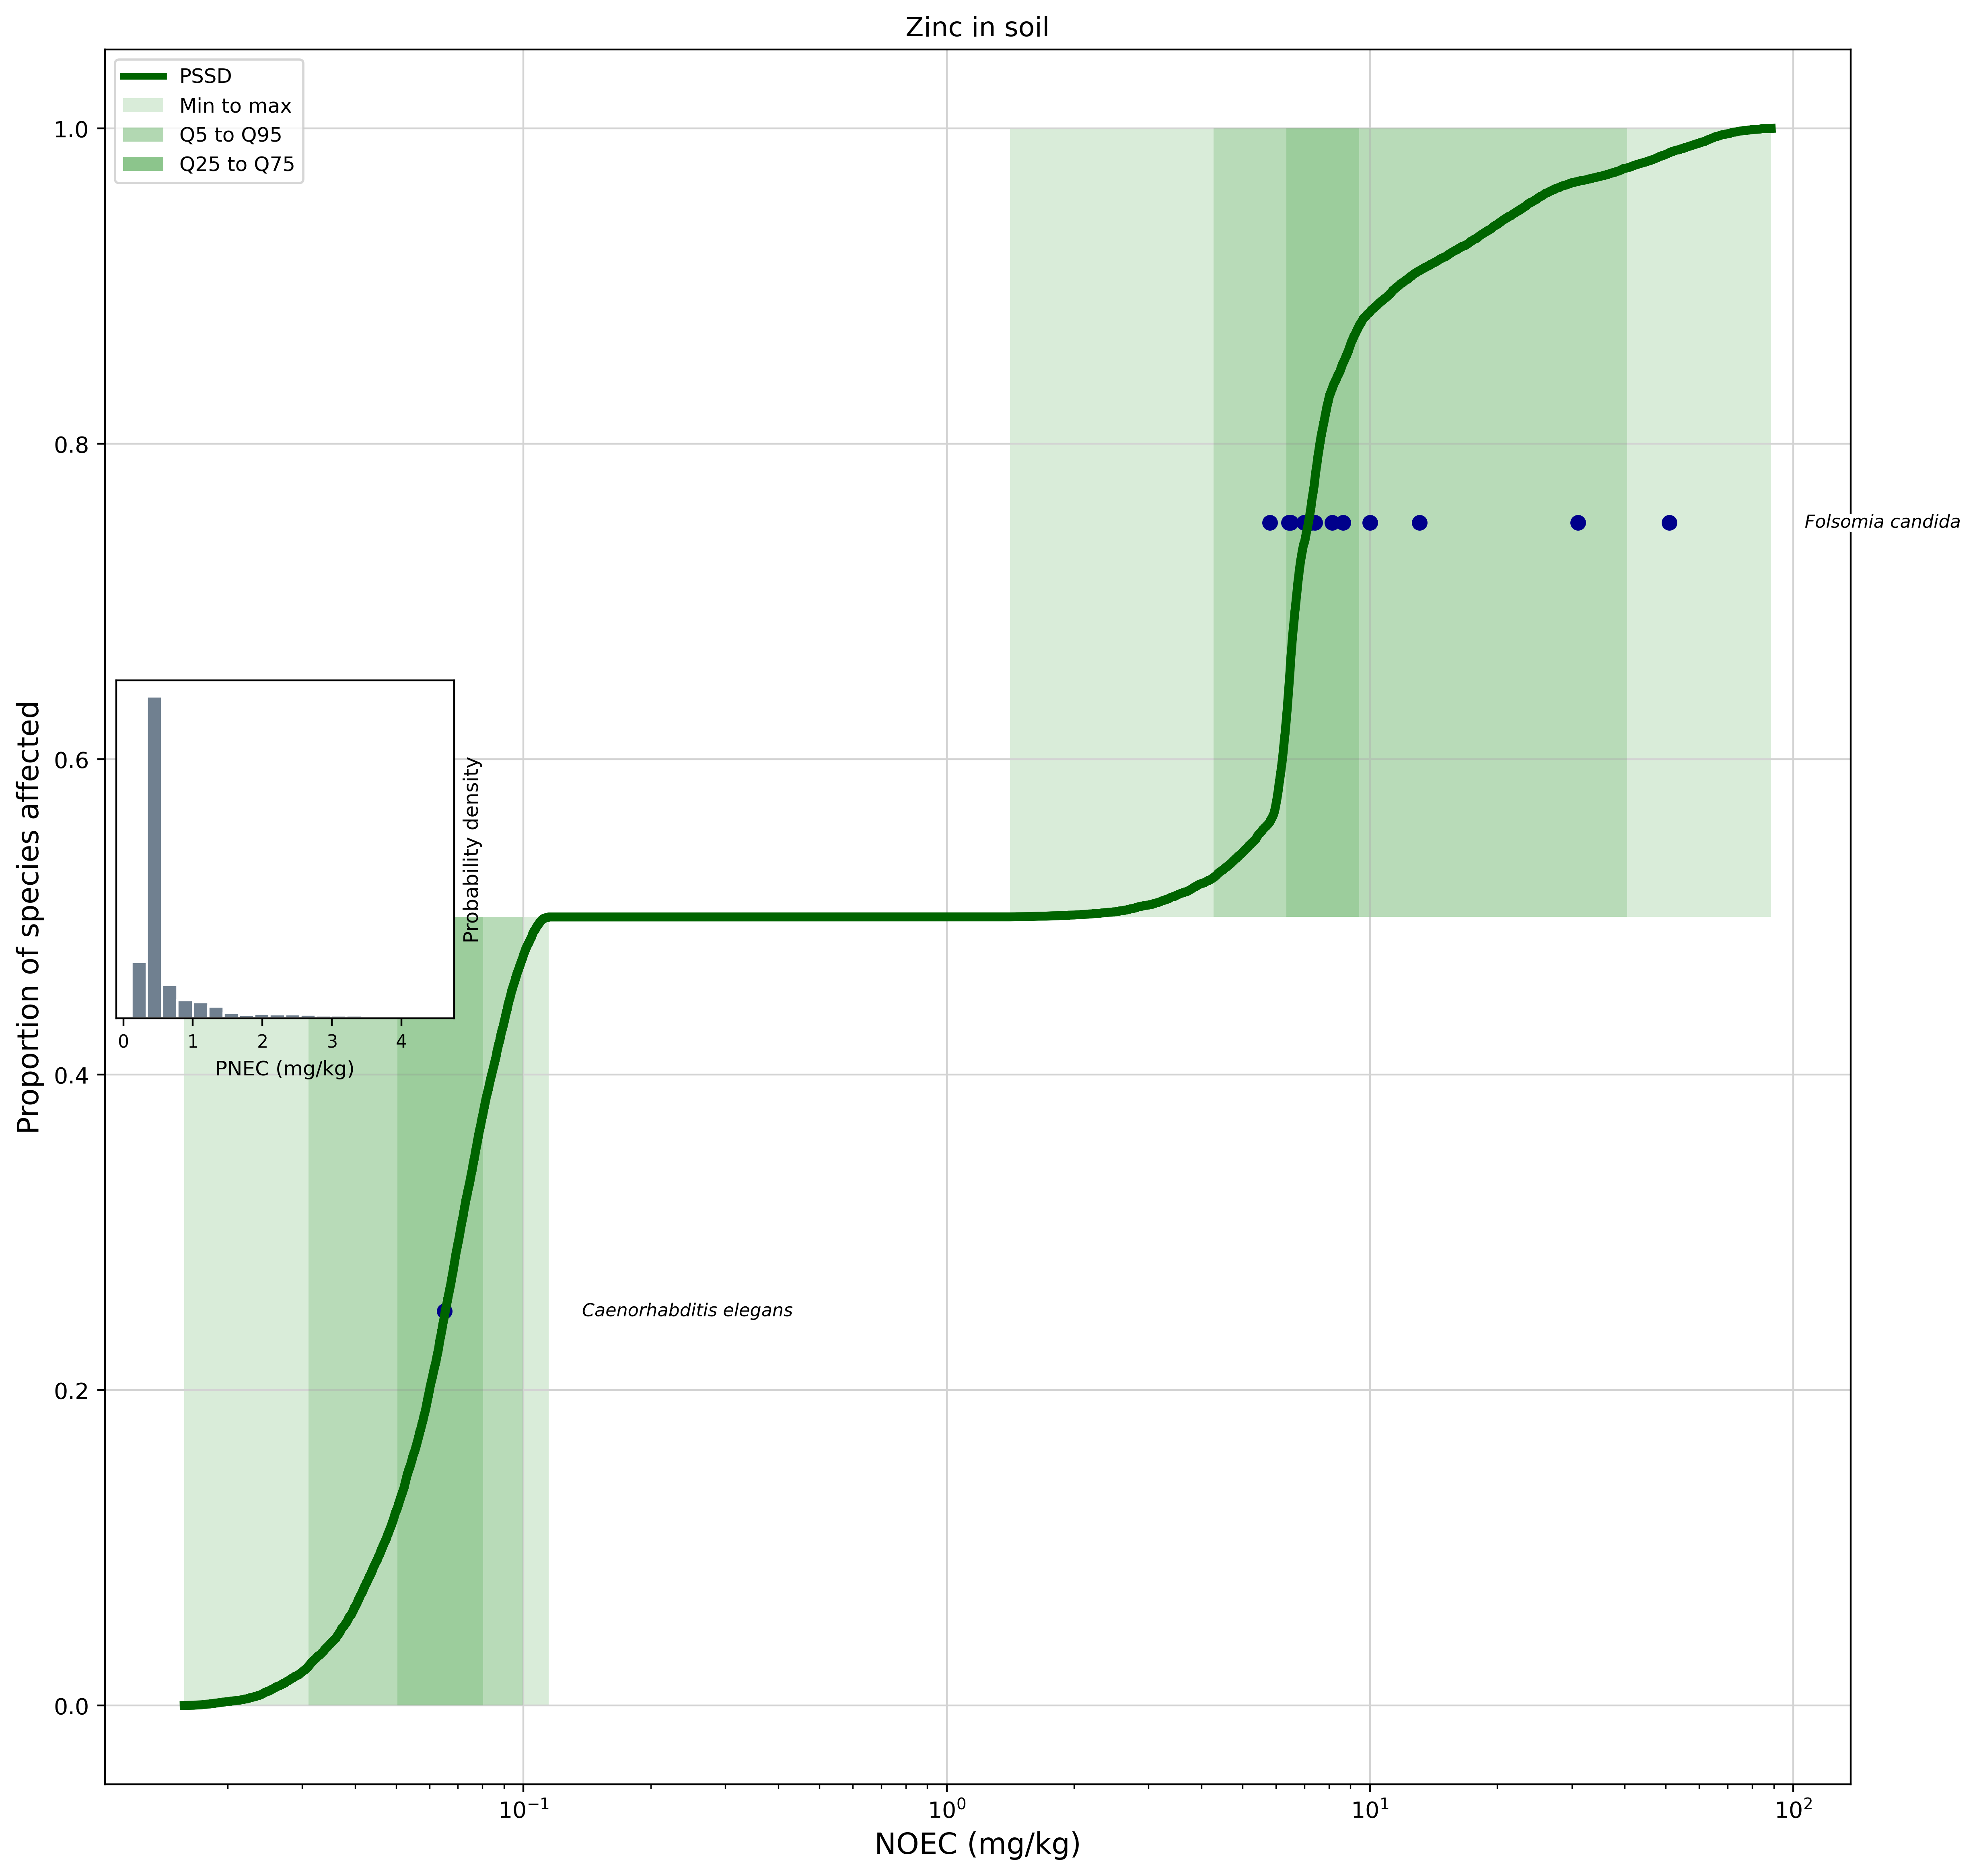 Zinc in soil
PSSD
Min to max
Q5 to Q95
Q25 to Q75
1.0
0.8
0.6
0.4
0.2
0.0
Proportion of species affected
Folsomia candida
Probability density
0 1 2 3 4
PNEC (mg/kg)
Caenorhabditis elegans
10⁻¹ 10⁰ 10¹ 10²
NOEC (mg/kg)